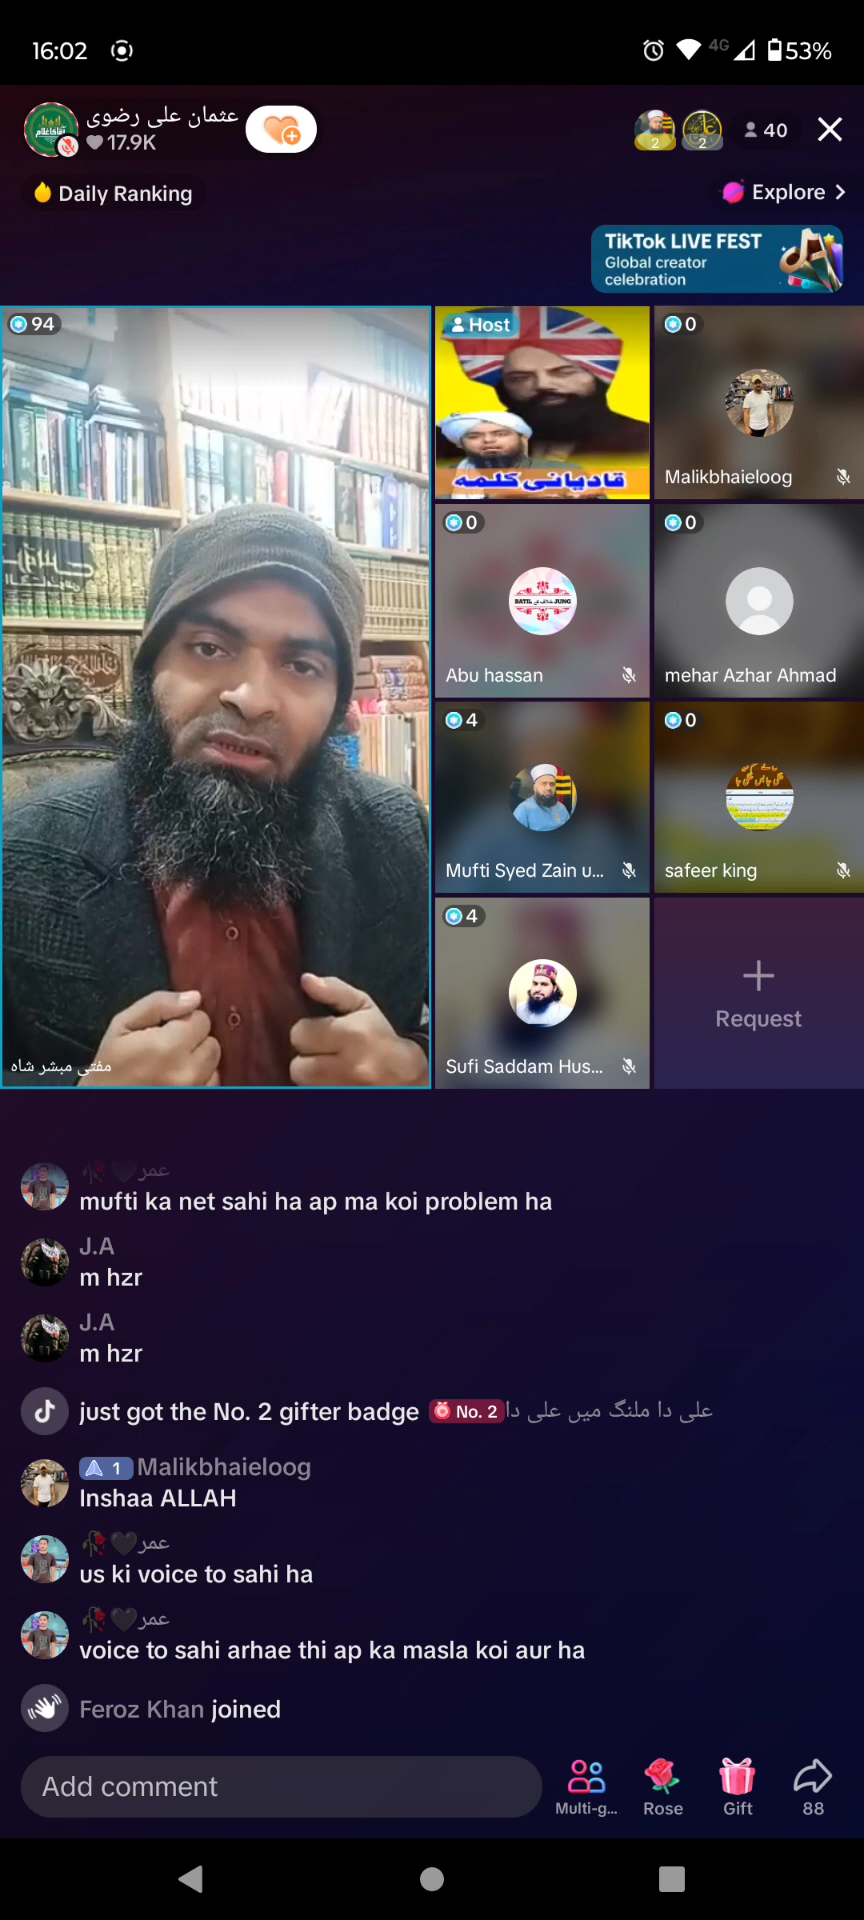 16:02
4G
53%
عثمان علی رضوی
17.9K
2
2
40
Daily Ranking
Explore
TikTok LIVE FEST
Global creator
celebration
94
Host
0
قادیانی کلمہ
Malikbhaieloog
0
0
BATIL JUNG
Abu hassan
mehar Azhar Ahmad
4
0
Mufti Syed Zain u...
safeer king
4
Request
Sufi Saddam Hus...
مفتی مبشر شاہ
عمر🖤🥀
mufti ka net sahi ha ap ma koi problem ha
J.A
m hzr
J.A
m hzr
just got the No. 2 gifter badge No. 2 علی دا ملنگ میں علی دا
1 Malikbhaieloog
Inshaa ALLAH
عمر🖤🥀
us ki voice to sahi ha
عمر🖤🥀
voice to sahi arhae thi ap ka masla koi aur ha
Feroz Khan joined
Add comment
Multi-g...
Rose
Gift
88